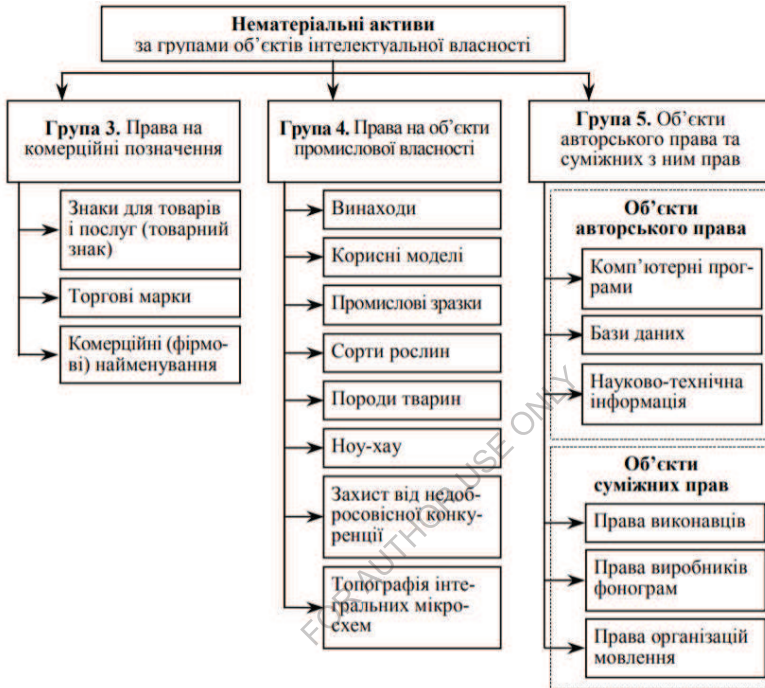 Нематеріальні активи
за групами об’єктів інтелектуальної власності
Група 3. Права на
комерційні позначення
Знаки для товарів
і послуг (товарний
знак)
Торгові марки
Комерційні (фірмо-
ві) найменування
Група 4. Права на об’єкти
промислової власності
Винаходи
Корисні моделі
Промислові зразки
Сорти рослин
Породи тварин
Ноу-хау
Захист від недоб-
росовісної конку-
ренції
Топографія інте-
гральних мікро-
схем
Група 5. Об’єкти
авторського права та
суміжних з ним прав
Об’єкти
авторського права
Комп’ютерні прог-
рами
Бази даних
Науково-технічна
інформація
Об’єкти
суміжних прав
Права виконавців
Права виробників
фонограм
Права організацій
мовлення
FOR AUTHOR USE ONLY